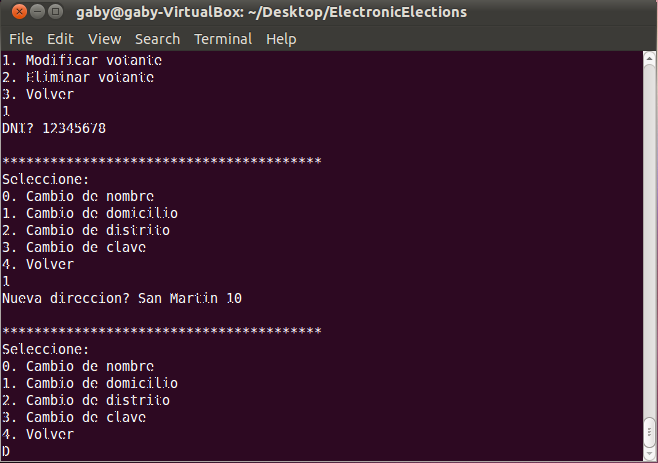 gaby@gaby-VirtualBox: ~/Desktop/ElectronicElections
File Edit View Search Terminal Help
1. Modificar votante
2. Eliminar votante
3. Volver
1
DNI? 12345678
****************************************
Seleccione:
0. Cambio de nombre
1. Cambio de domicilio
2. Cambio de distrito
3. Cambio de clave
4. Volver
1
Nueva direccion? San Martin 10
****************************************
Seleccione:
0. Cambio de nombre
1. Cambio de domicilio
2. Cambio de distrito
3. Cambio de clave
4. Volver